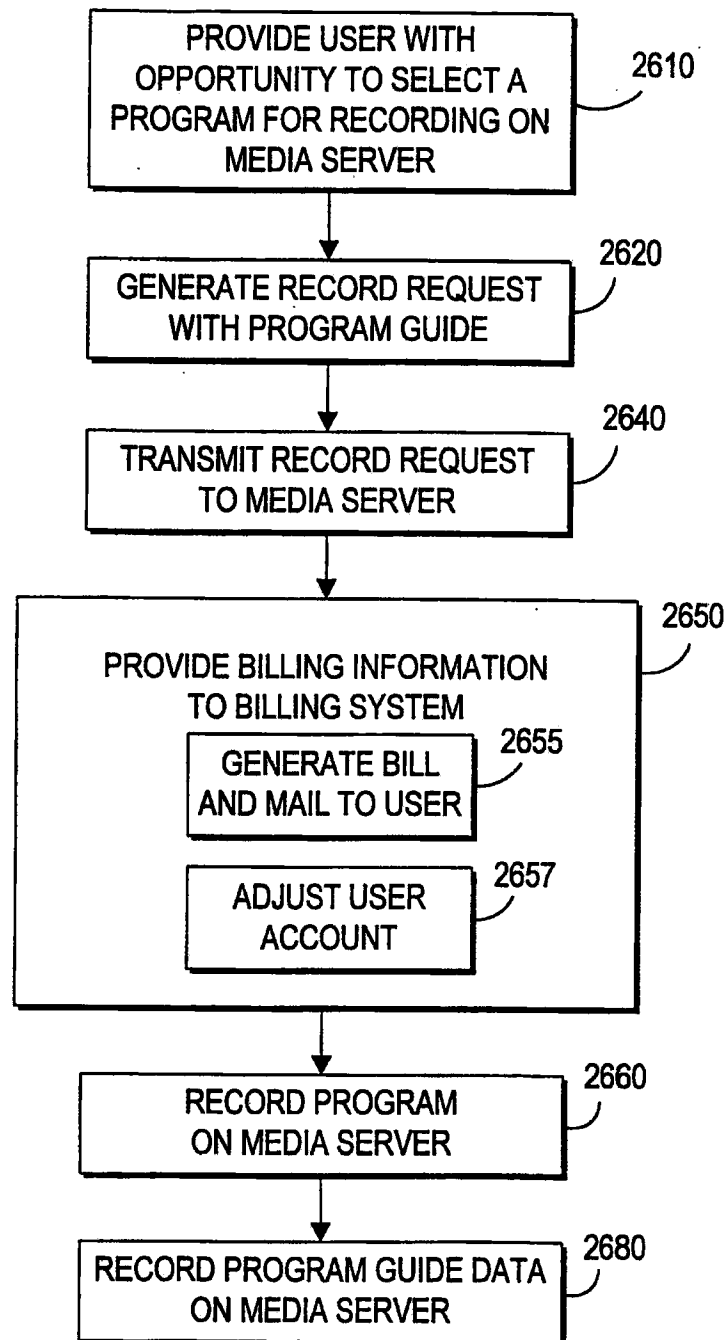 PROVIDE USER WITH
OPPORTUNITY TO SELECT A
PROGRAM FOR RECORDING ON
MEDIA SERVER
2610
2620
GENERATE RECORD REQUEST
WITH PROGRAM GUIDE
2640
TRANSMIT RECORD REQUEST
TO MEDIA SERVER
2650
PROVIDE BILLING INFORMATION
TO BILLING SYSTEM
2655
GENERATE BILL
AND MAIL TO USER
2657
ADJUST USER
ACCOUNT
2660
RECORD PROGRAM
ON MEDIA SERVER
2680
RECORD PROGRAM GUIDE DATA
ON MEDIA SERVER